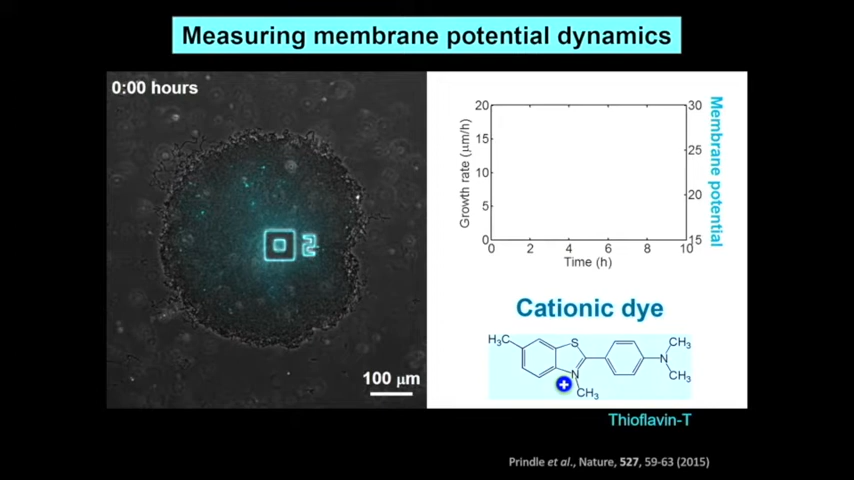 Measuring membrane potential dynamics
0:00 hours
100 μm
20
15
10
5
0
Growth rate (μm/h)
0 2 4 6 8 10
Time (h)
30
25
20
15
Membrane potential
Cationic dye
H₃C
S
N
+
CH₃
N
CH₃
CH₃
Thioflavin-T
Prindle et al., Nature, 527, 59-63 (2015)